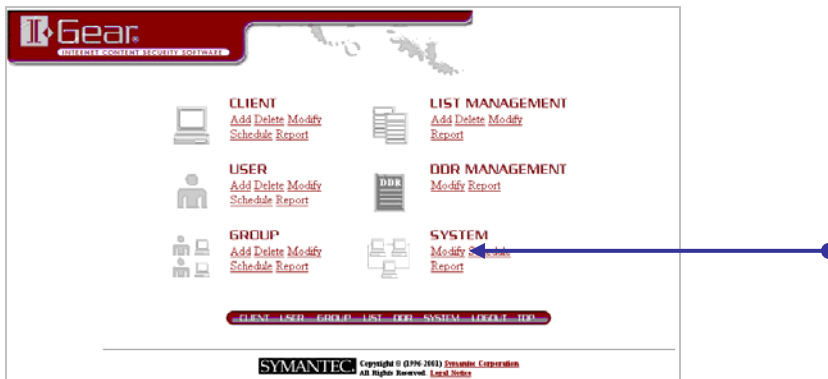 I-Gear
INTERNET CONTENT SECURITY SOFTWARE
CLIENT
Add Delete Modify
Schedule Report
LIST MANAGEMENT
Add Delete Modify
Report
USER
Add Delete Modify
Schedule Report
DDR
DDR MANAGEMENT
Modify Report
GROUP
Add Delete Modify
Schedule Report
SYSTEM
Modify Schedule
Report
CLIENT USER GROUP LIST DDR SYSTEM LOGOUT TOP
SYMANTEC. Copyright © (1996-2001) Symantec Corporation
All Rights Reserved. Legal Notice